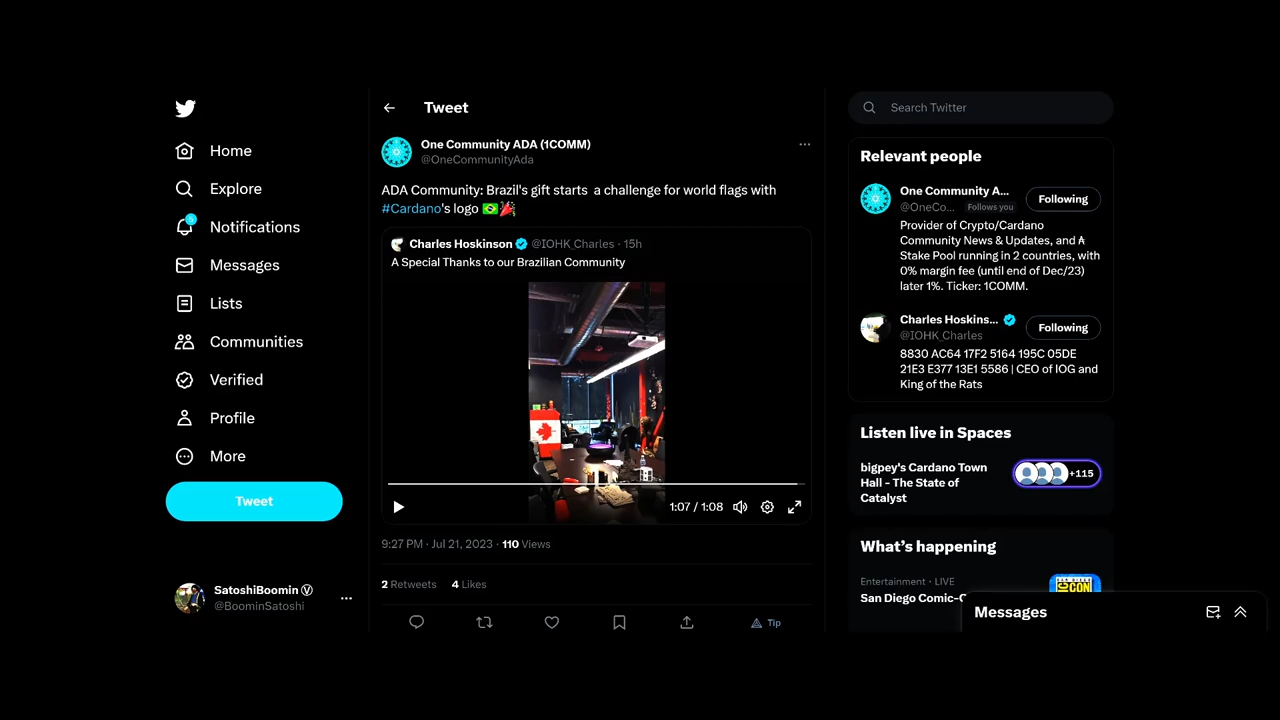 Home
Explore
5
Notifications
Messages
Lists
Communities
Verified
Profile
More
Tweet
SatoshiBoomin Ⓥ
@BoominSatoshi
Tweet
One Community ADA (1COMM)
@OneCommunityAda
ADA Community: Brazil's gift starts a challenge for world flags with
#Cardano's logo 🇧🇷🎉
Charles Hoskinson @IOHK_Charles · 15h
A Special Thanks to our Brazilian Community
1:07 / 1:08
9:27 PM · Jul 21, 2023 · 110 Views
2 Retweets 4 Likes
Tip
Search Twitter
Relevant people
One Community A...
@OneCo... Follows you
Following
Provider of Crypto/Cardano
Community News & Updates, and ₳
Stake Pool running in 2 countries, with
0% margin fee (until end of Dec/23)
later 1%. Ticker: 1COMM.
Charles Hoskins...
@IOHK_Charles
Following
8830 AC64 17F2 5164 195C 05DE
21E3 E377 13E1 5586 | CEO of IOG and
King of the Rats
Listen live in Spaces
bigpey's Cardano Town
Hall - The State of
Catalyst
+115
What's happening
Entertainment · LIVE
San Diego Comic-C
Messages